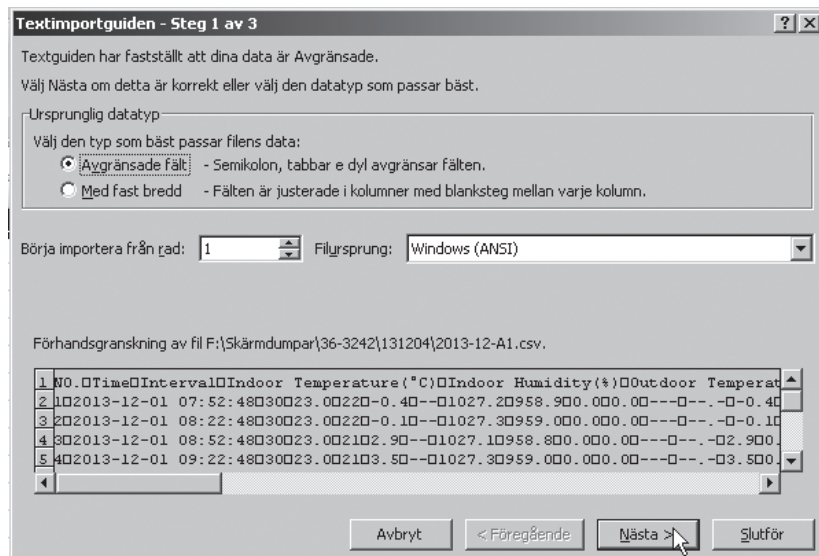 Textimportguiden - Steg 1 av 3
Textguiden har fastställt att dina data är Avgränsade.
Välj Nästa om detta är korrekt eller välj den datatyp som passar bäst.
Ursprunglig datatyp
Välj den typ som bäst passar filens data:
Avgränsade fält - Semikolon, tabbar e dyl avgränsar fälten.
Med fast bredd - Fälten är justerade i kolumner med blanksteg mellan varje kolumn.
Börja importera från rad: 1 Filursprung: Windows (ANSI)
Förhandsgranskning av fil F:\Skärmdumpar\36-3242\131204\2013-12-A1.csv.
1 NO.□Time□Interval□Indoor Temperature(°C)□Indoor Humidity(%)□Outdoor Temperat
2 1□2013-12-01 07:52:48□30□23.0□22□-0.4□--□1027.2□958.9□0.0□0.0□---□--.-□-0.4□
3 2□2013-12-01 08:22:48□30□23.0□22□-0.1□--□1027.3□959.0□0.0□0.0□---□--.-□-0.1□
4 3□2013-12-01 08:52:48□30□23.0□21□2.9□--□1027.1□958.8□0.0□0.0□---□--.-□2.9□0.
5 4□2013-12-01 09:22:48□30□23.0□21□3.5□--□1027.3□959.0□0.0□0.0□---□--.-□3.5□0.
Avbryt < Föregående Nästa > Slutför